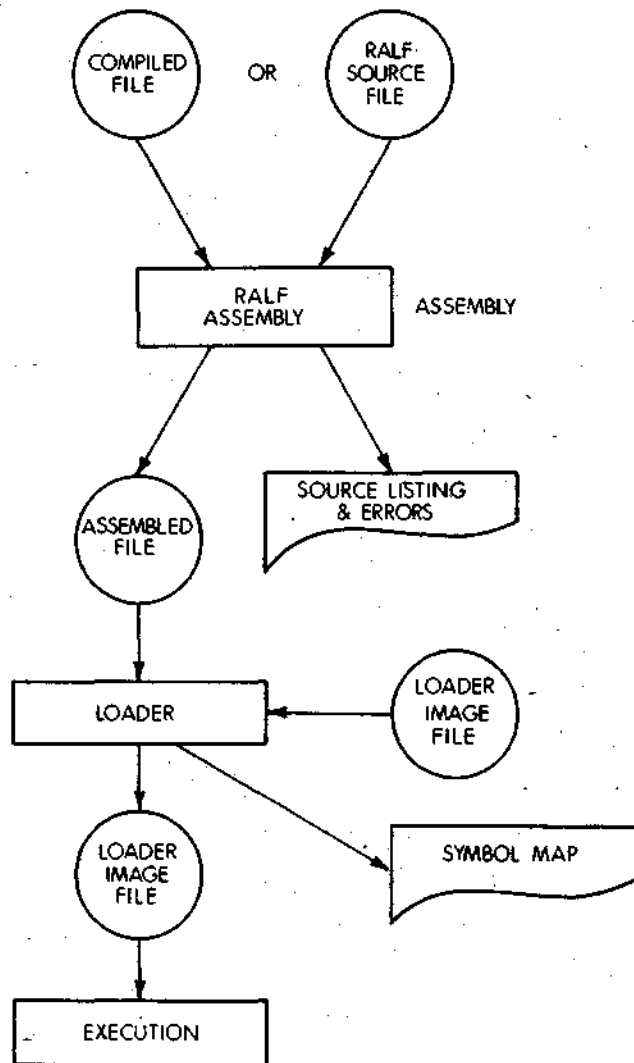 COMPILED
FILE
OR
RALF
SOURCE
FILE
RALF
ASSEMBLY
ASSEMBLY
SOURCE LISTING
& ERRORS
ASSEMBLED
FILE
LOADER
LOADER
IMAGE
FILE
LOADER
IMAGE
FILE
SYMBOL MAP
EXECUTION